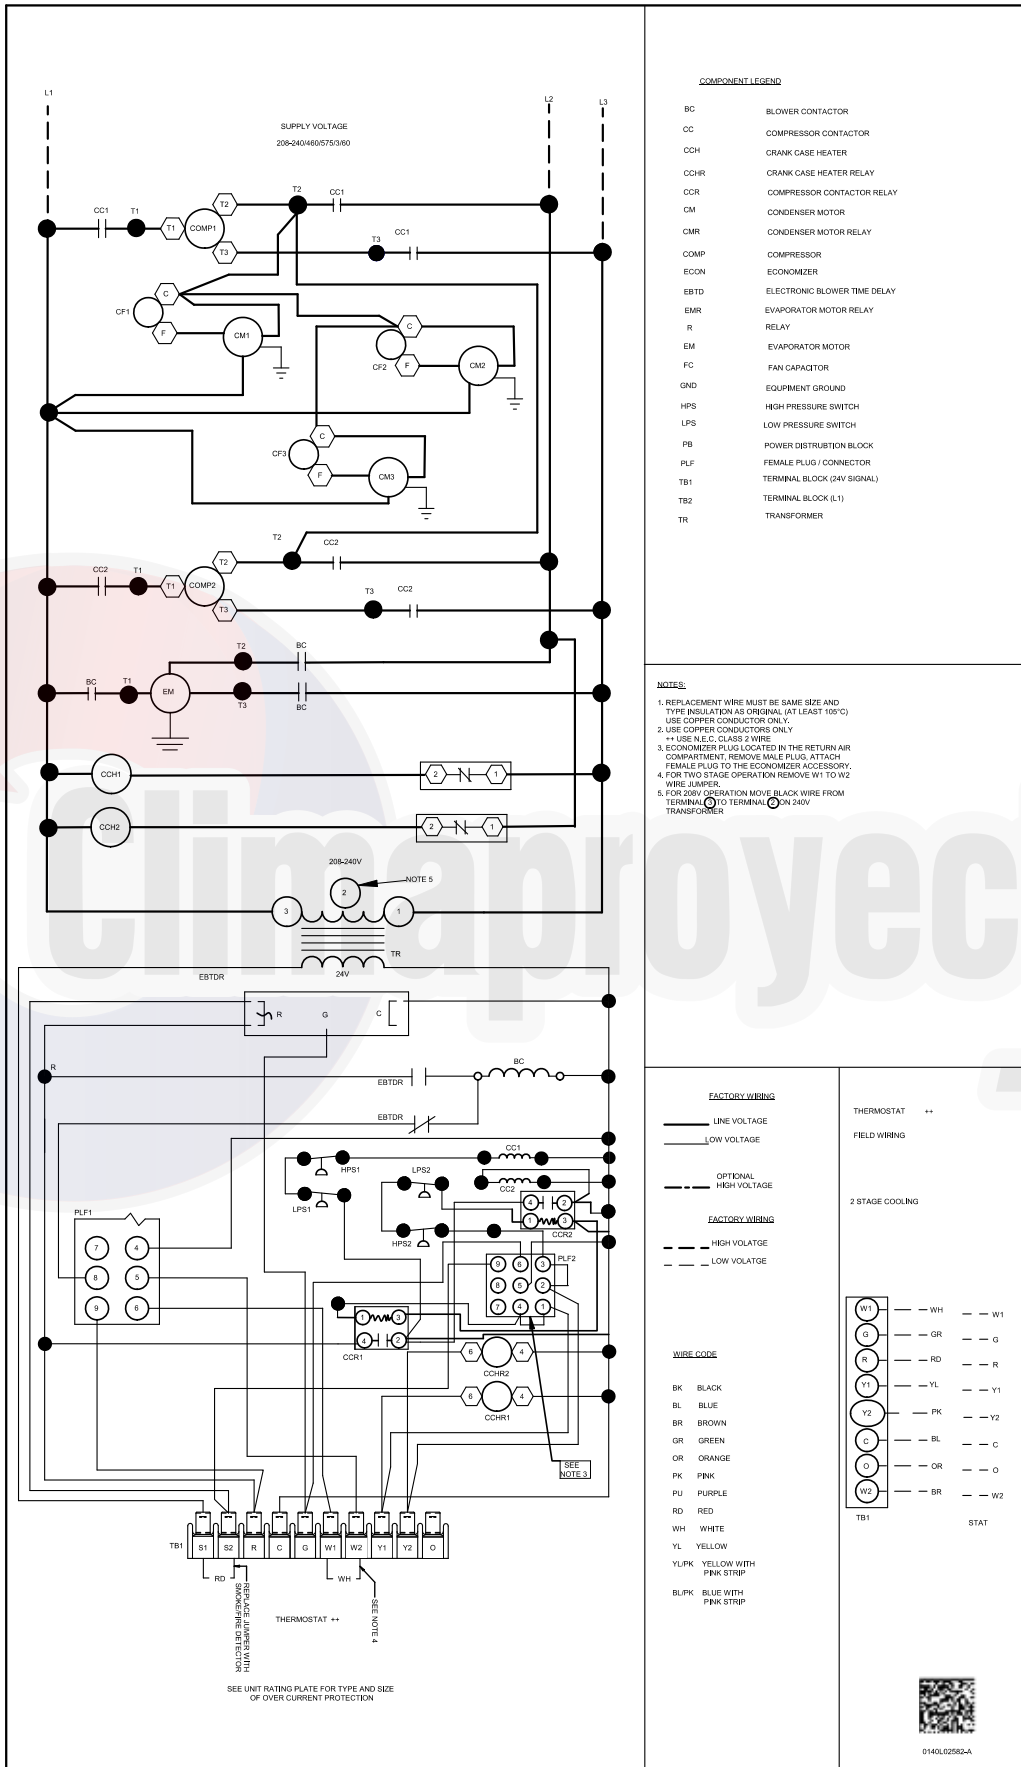 L1
L2
L3
SUPPLY VOLTAGE
208-240/460/575/3/60
T2
CC1
CC1
T1
T2
T1
COMP1
T3
T3
CC1
C
CF1
F
CM1
C
CF2
F
CM2
C
CF3
F
CM3
T2
CC2
T2
CC2
T1
T1
COMP2
T3
T3
CC2
T2
BC
BC
T1
EM
T3
BC
CCH1
2
1
CCH2
2
1
208-240V
2
NOTE 5
3
1
TR
24V
EBTDR
R
G
C
R
EBTDR
BC
EBTDR
HPS1
CC1
LPS2
CC2
LPS1
4
2
1
3
CCR2
HPS2
PLF1
7
4
8
5
9
6
PLF2
9
6
3
8
5
2
7
4
1
1
3
4
2
CCR1
6
4
CCHR2
6
4
CCHR1
SEE
NOTE 3
TB1
S1
S2
R
C
G
W1
W2
Y1
Y2
O
RD
WH
REPLACE JUMPER WITH
SMOKE/FIRE DETECTOR
SEE NOTE 4
THERMOSTAT ++
SEE UNIT RATING PLATE FOR TYPE AND SIZE
OF OVER CURRENT PROTECTION
COMPONENT LEGEND
BC BLOWER CONTACTOR
CC COMPRESSOR CONTACTOR
CCH CRANK CASE HEATER
CCHR CRANK CASE HEATER RELAY
CCR COMPRESSOR CONTACTOR RELAY
CM CONDENSER MOTOR
CMR CONDENSER MOTOR RELAY
COMP COMPRESSOR
ECON ECONOMIZER
EBTD ELECTRONIC BLOWER TIME DELAY
EMR EVAPORATOR MOTOR RELAY
R RELAY
EM EVAPORATOR MOTOR
FC FAN CAPACITOR
GND EQUPIMENT GROUND
HPS HIGH PRESSURE SWITCH
LPS LOW PRESSURE SWITCH
PB POWER DISTRUBTION BLOCK
PLF FEMALE PLUG / CONNECTOR
TB1 TERMINAL BLOCK (24V SIGNAL)
TB2 TERMINAL BLOCK (L1)
TR TRANSFORMER
NOTES:
1. REPLACEMENT WIRE MUST BE SAME SIZE AND
TYPE INSULATION AS ORIGINAL (AT LEAST 105°C)
USE COPPER CONDUCTOR ONLY.
2. USE COPPER CONDUCTORS ONLY
++ USE N.E.C. CLASS 2 WIRE
3. ECONOMIZER PLUG LOCATED IN THE RETURN AIR
COMPARTMENT, REMOVE MALE PLUG, ATTACH
FEMALE PLUG TO THE ECONOMIZER ACCESSORY.
4. FOR TWO STAGE OPERATION REMOVE W1 TO W2
WIRE JUMPER.
5. FOR 208V OPERATION MOVE BLACK WIRE FROM
TERMINAL 3 TO TERMINAL 2 ON 240V
TRANSFORMER
Climaproyec
FACTORY WIRING
LINE VOLTAGE
LOW VOLTAGE
OPTIONAL
HIGH VOLTAGE
FACTORY WIRING
HIGH VOLATGE
LOW VOLATGE
THERMOSTAT ++
FIELD WIRING
2 STAGE COOLING
WIRE CODE
BK BLACK
BL BLUE
BR BROWN
GR GREEN
OR ORANGE
PK PINK
PU PURPLE
RD RED
WH WHITE
YL YELLOW
YL/PK YELLOW WITH
PINK STRIP
BL/PK BLUE WITH
PINK STRIP
W1 WH W1
G GR G
R RD R
Y1 YL Y1
Y2 PK Y2
C BL C
O OR O
W2 BR W2
TB1
STAT
0140L02582-A